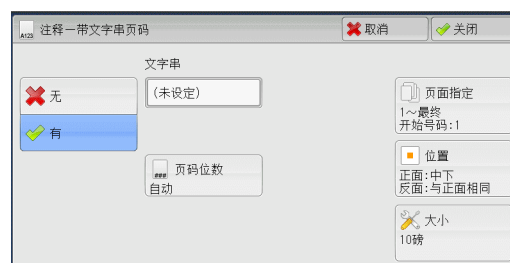 A123 注释一带文字串页码
取消
关闭
文字串
无
(未设定)
有
页面指定
1～最终
开始号码:1
### 页码位数
自动
位置
正面:中下
反面:与正面相同
大小
10磅